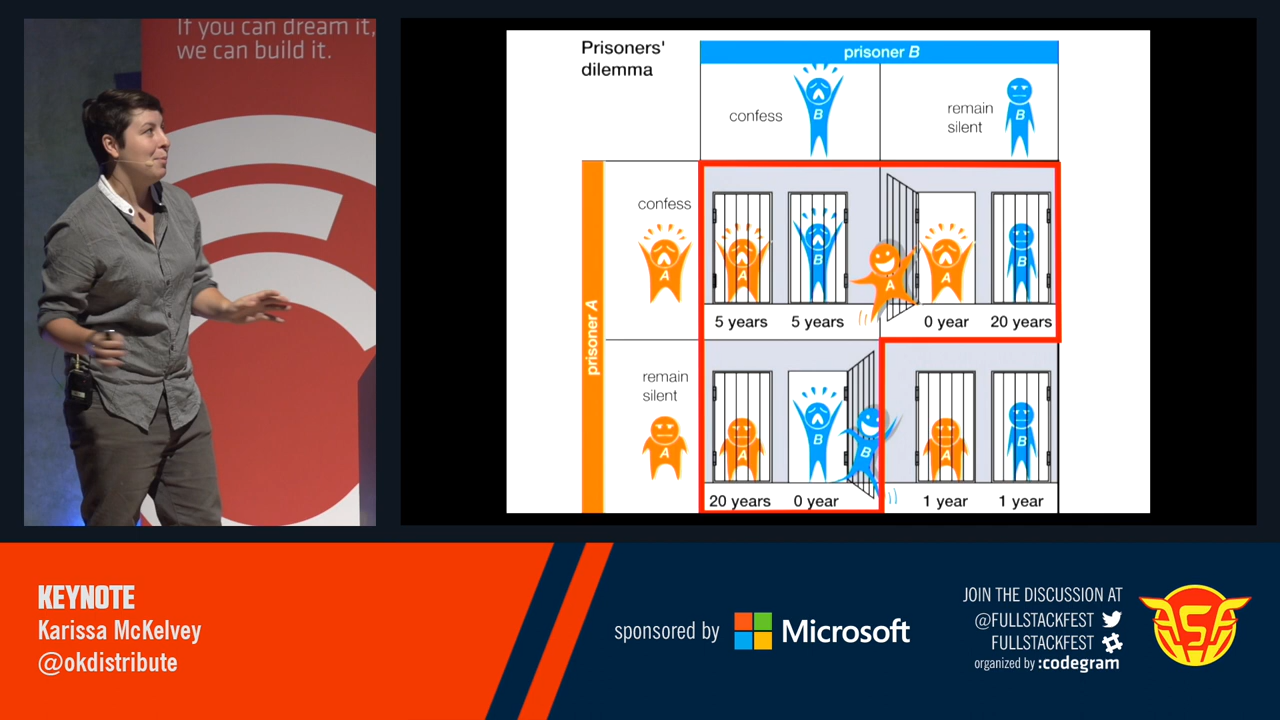 If you can dream it,
we can build it.
Prisoners'
dilemma
prisoner B
confess
B
remain
silent
B
prisoner A
confess
A
A
B
A
A
B
5 years
5 years
0 year
20 years
remain
silent
A
A
B
B
A
B
20 years
0 year
1 year
1 year
KEYNOTE
Karissa McKelvey
@okdistribute
sponsored by
Microsoft
JOIN THE DISCUSSION AT
@FULLSTACKFEST
FULLSTACKFEST
organized by :codegram
FSF